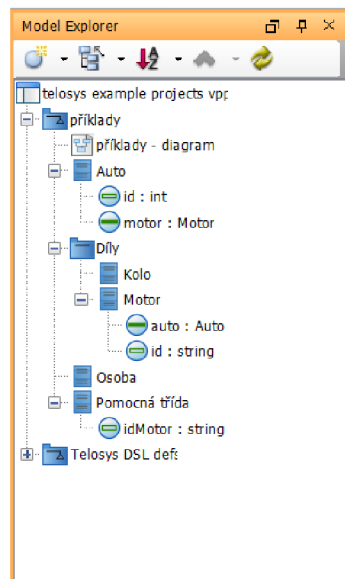 Model Explorer
telosys example projects vpp
příklady
příklady - diagram
Auto
id : int
motor : Motor
Díly
Kolo
Motor
auto : Auto
id : string
Osoba
Pomocná třída
idMotor : string
Telosys DSL defs